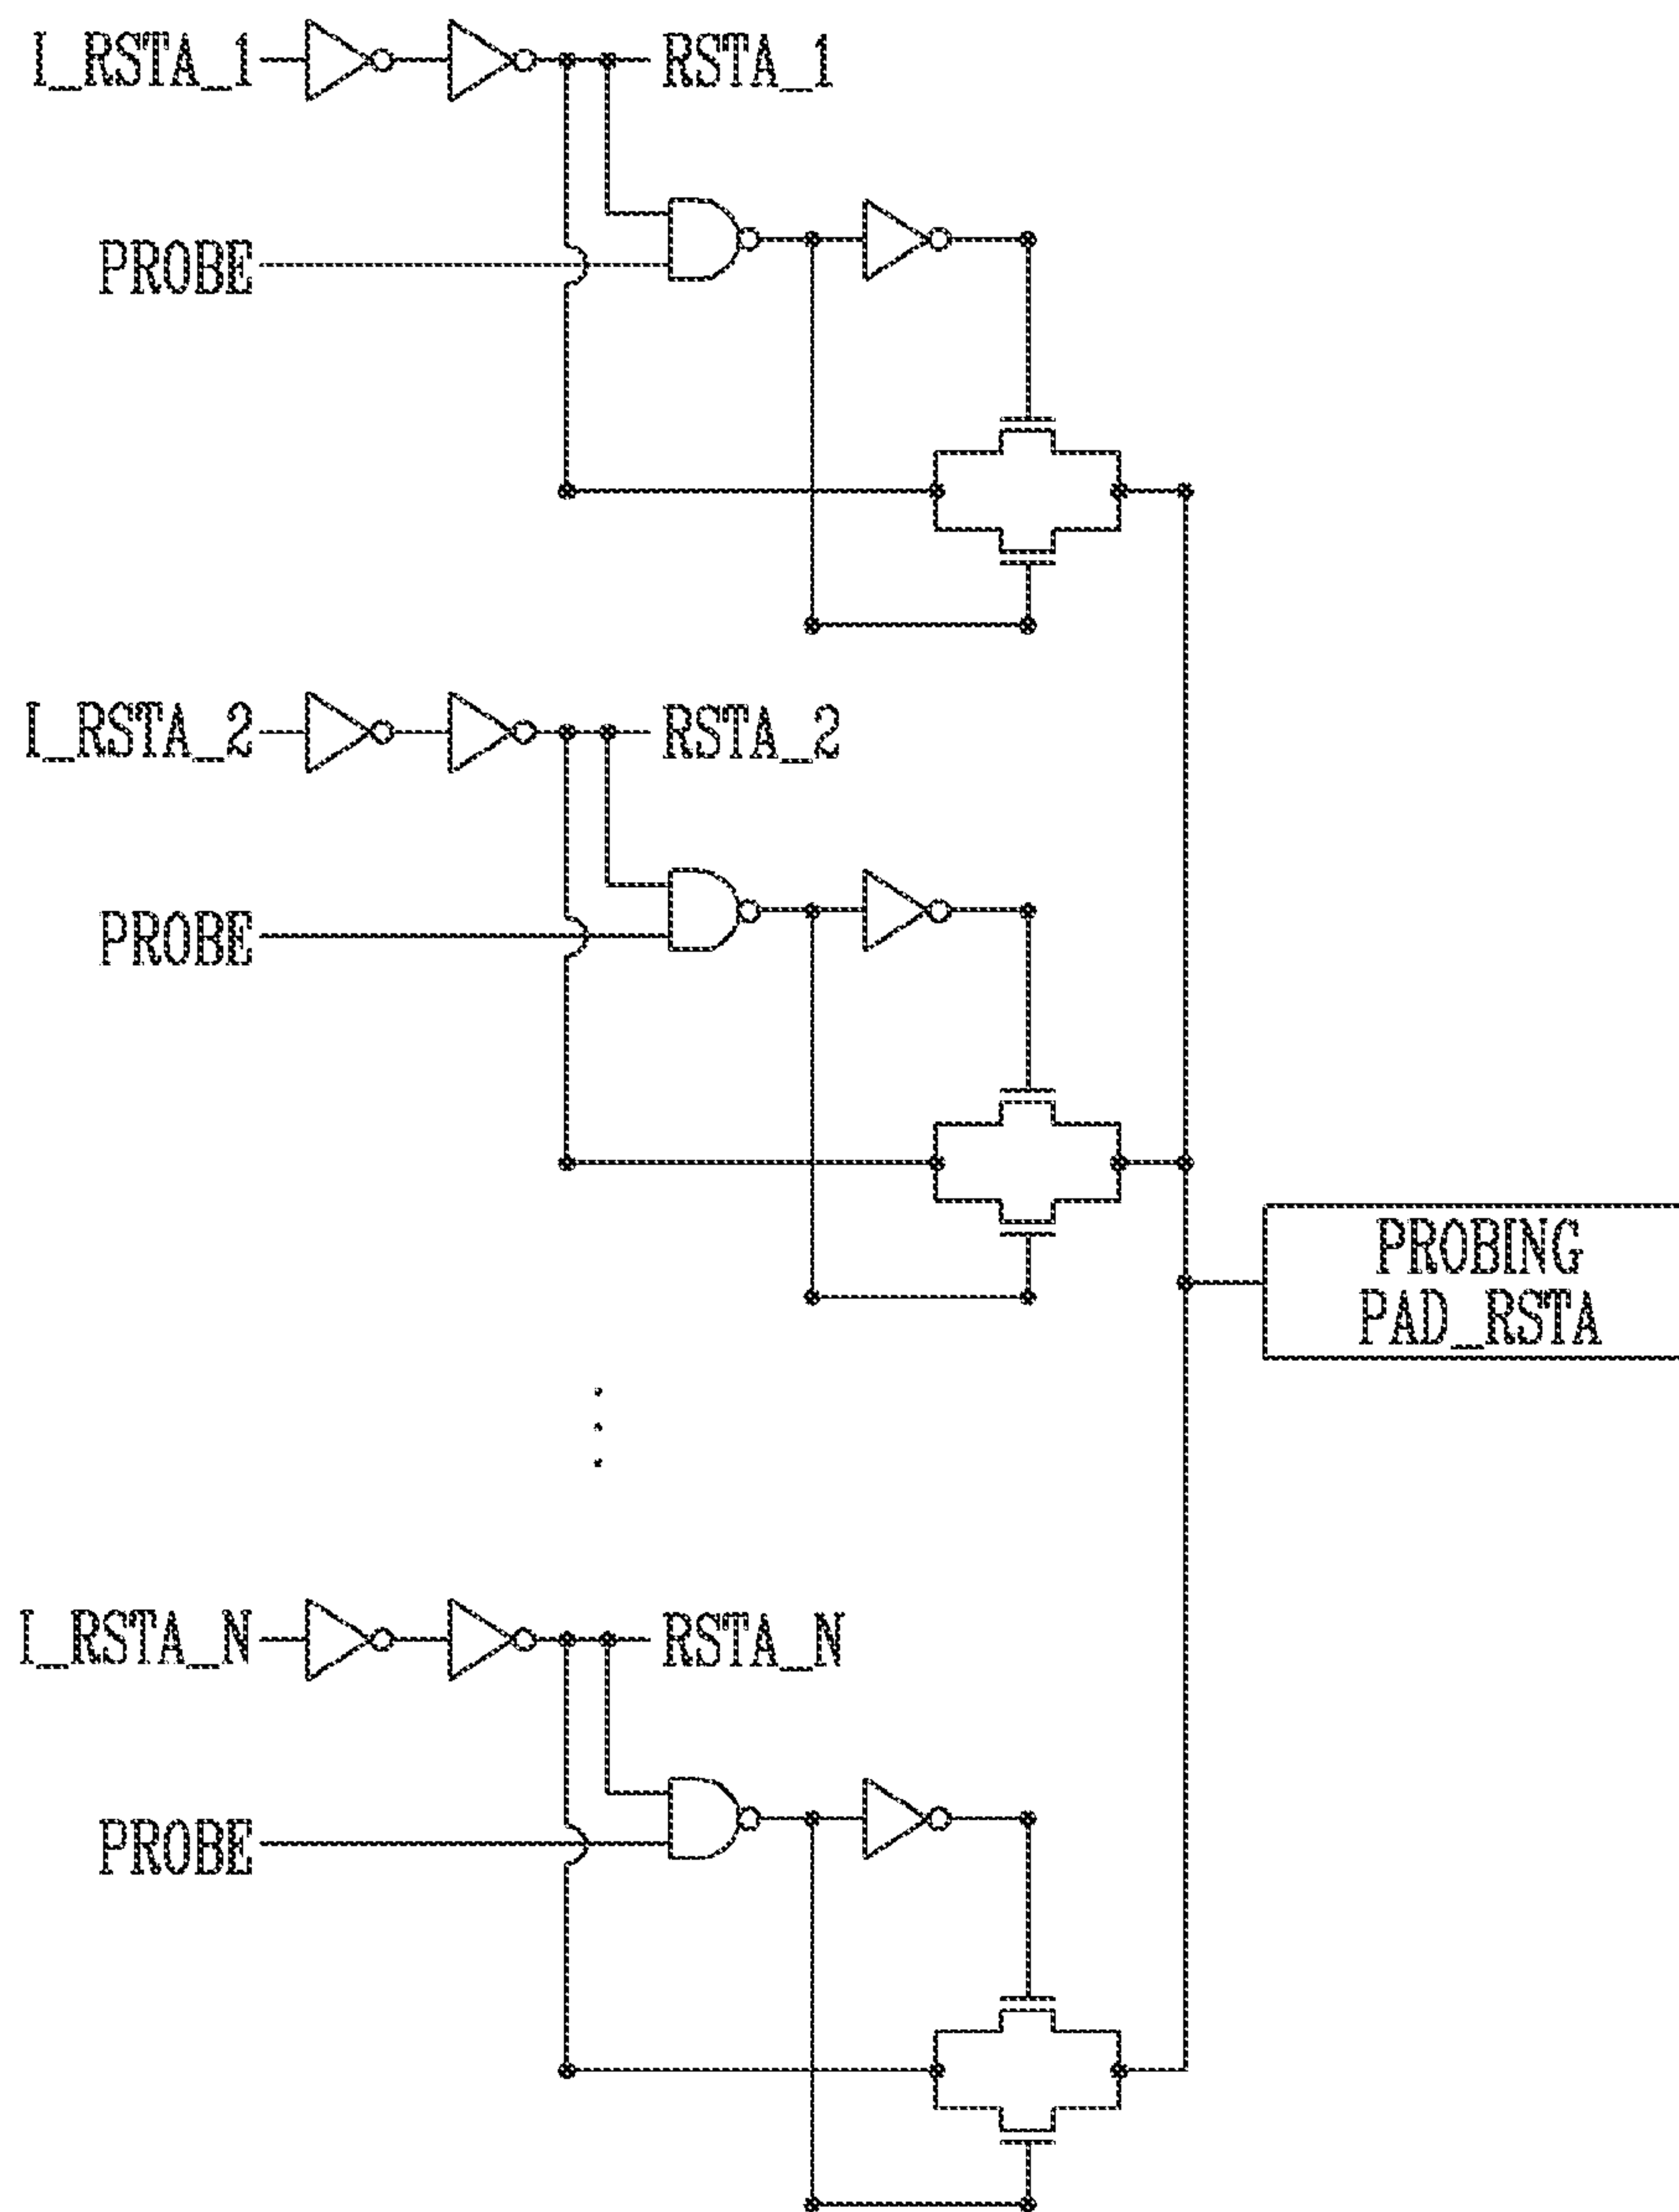 I_RSTA_1
RSTA_1
PROBE
I_RSTA_2
RSTA_2
PROBE
PROBING
PAD_RSTA
I_RSTA_N
RSTA_N
PROBE